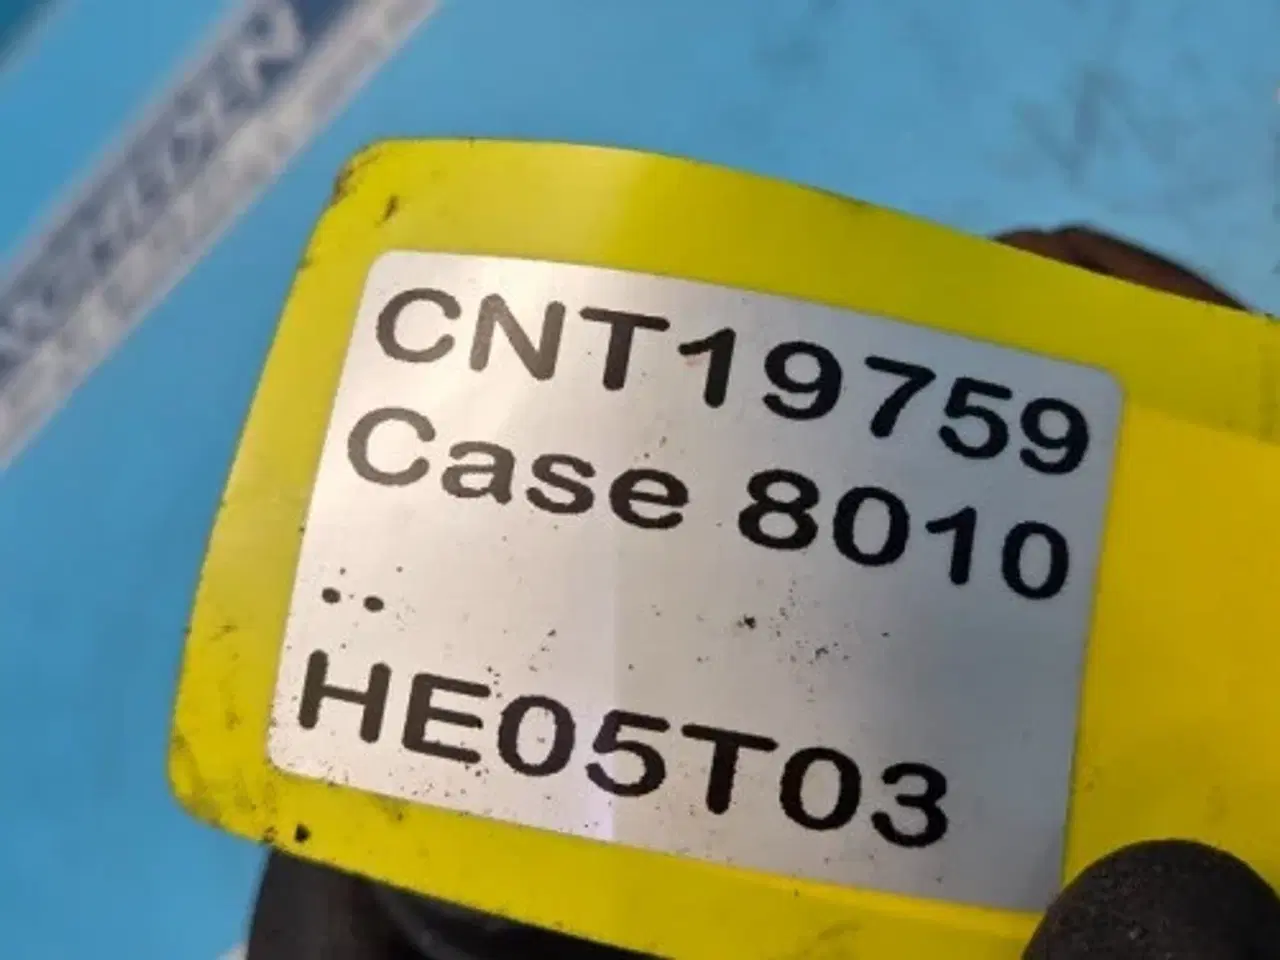 CNT19759
Case 8010
..
HE05T03